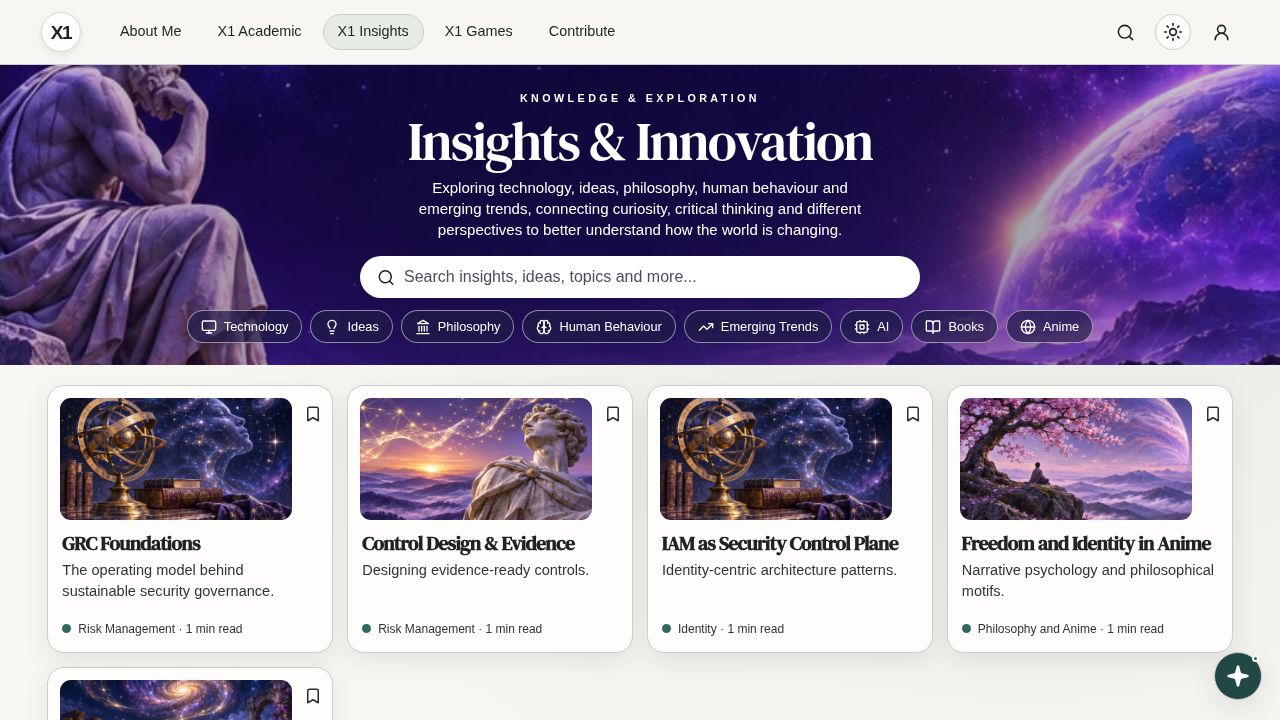 X1
About Me
X1 Academic
X1 Insights
X1 Games
Contribute
KNOWLEDGE & EXPLORATION
Insights & Innovation
Exploring technology, ideas, philosophy, human behaviour and
emerging trends, connecting curiosity, critical thinking and different
perspectives to better understand how the world is changing.
Search insights, ideas, topics and more...
Technology
Ideas
Philosophy
Human Behaviour
Emerging Trends
AI
Books
Anime
GRC Foundations
The operating model behind
sustainable security governance.
Risk Management · 1 min read
Control Design & Evidence
Designing evidence-ready controls.
Risk Management · 1 min read
IAM as Security Control Plane
Identity-centric architecture patterns.
Identity · 1 min read
Freedom and Identity in Anime
Narrative psychology and philosophical
motifs.
Philosophy and Anime · 1 min read